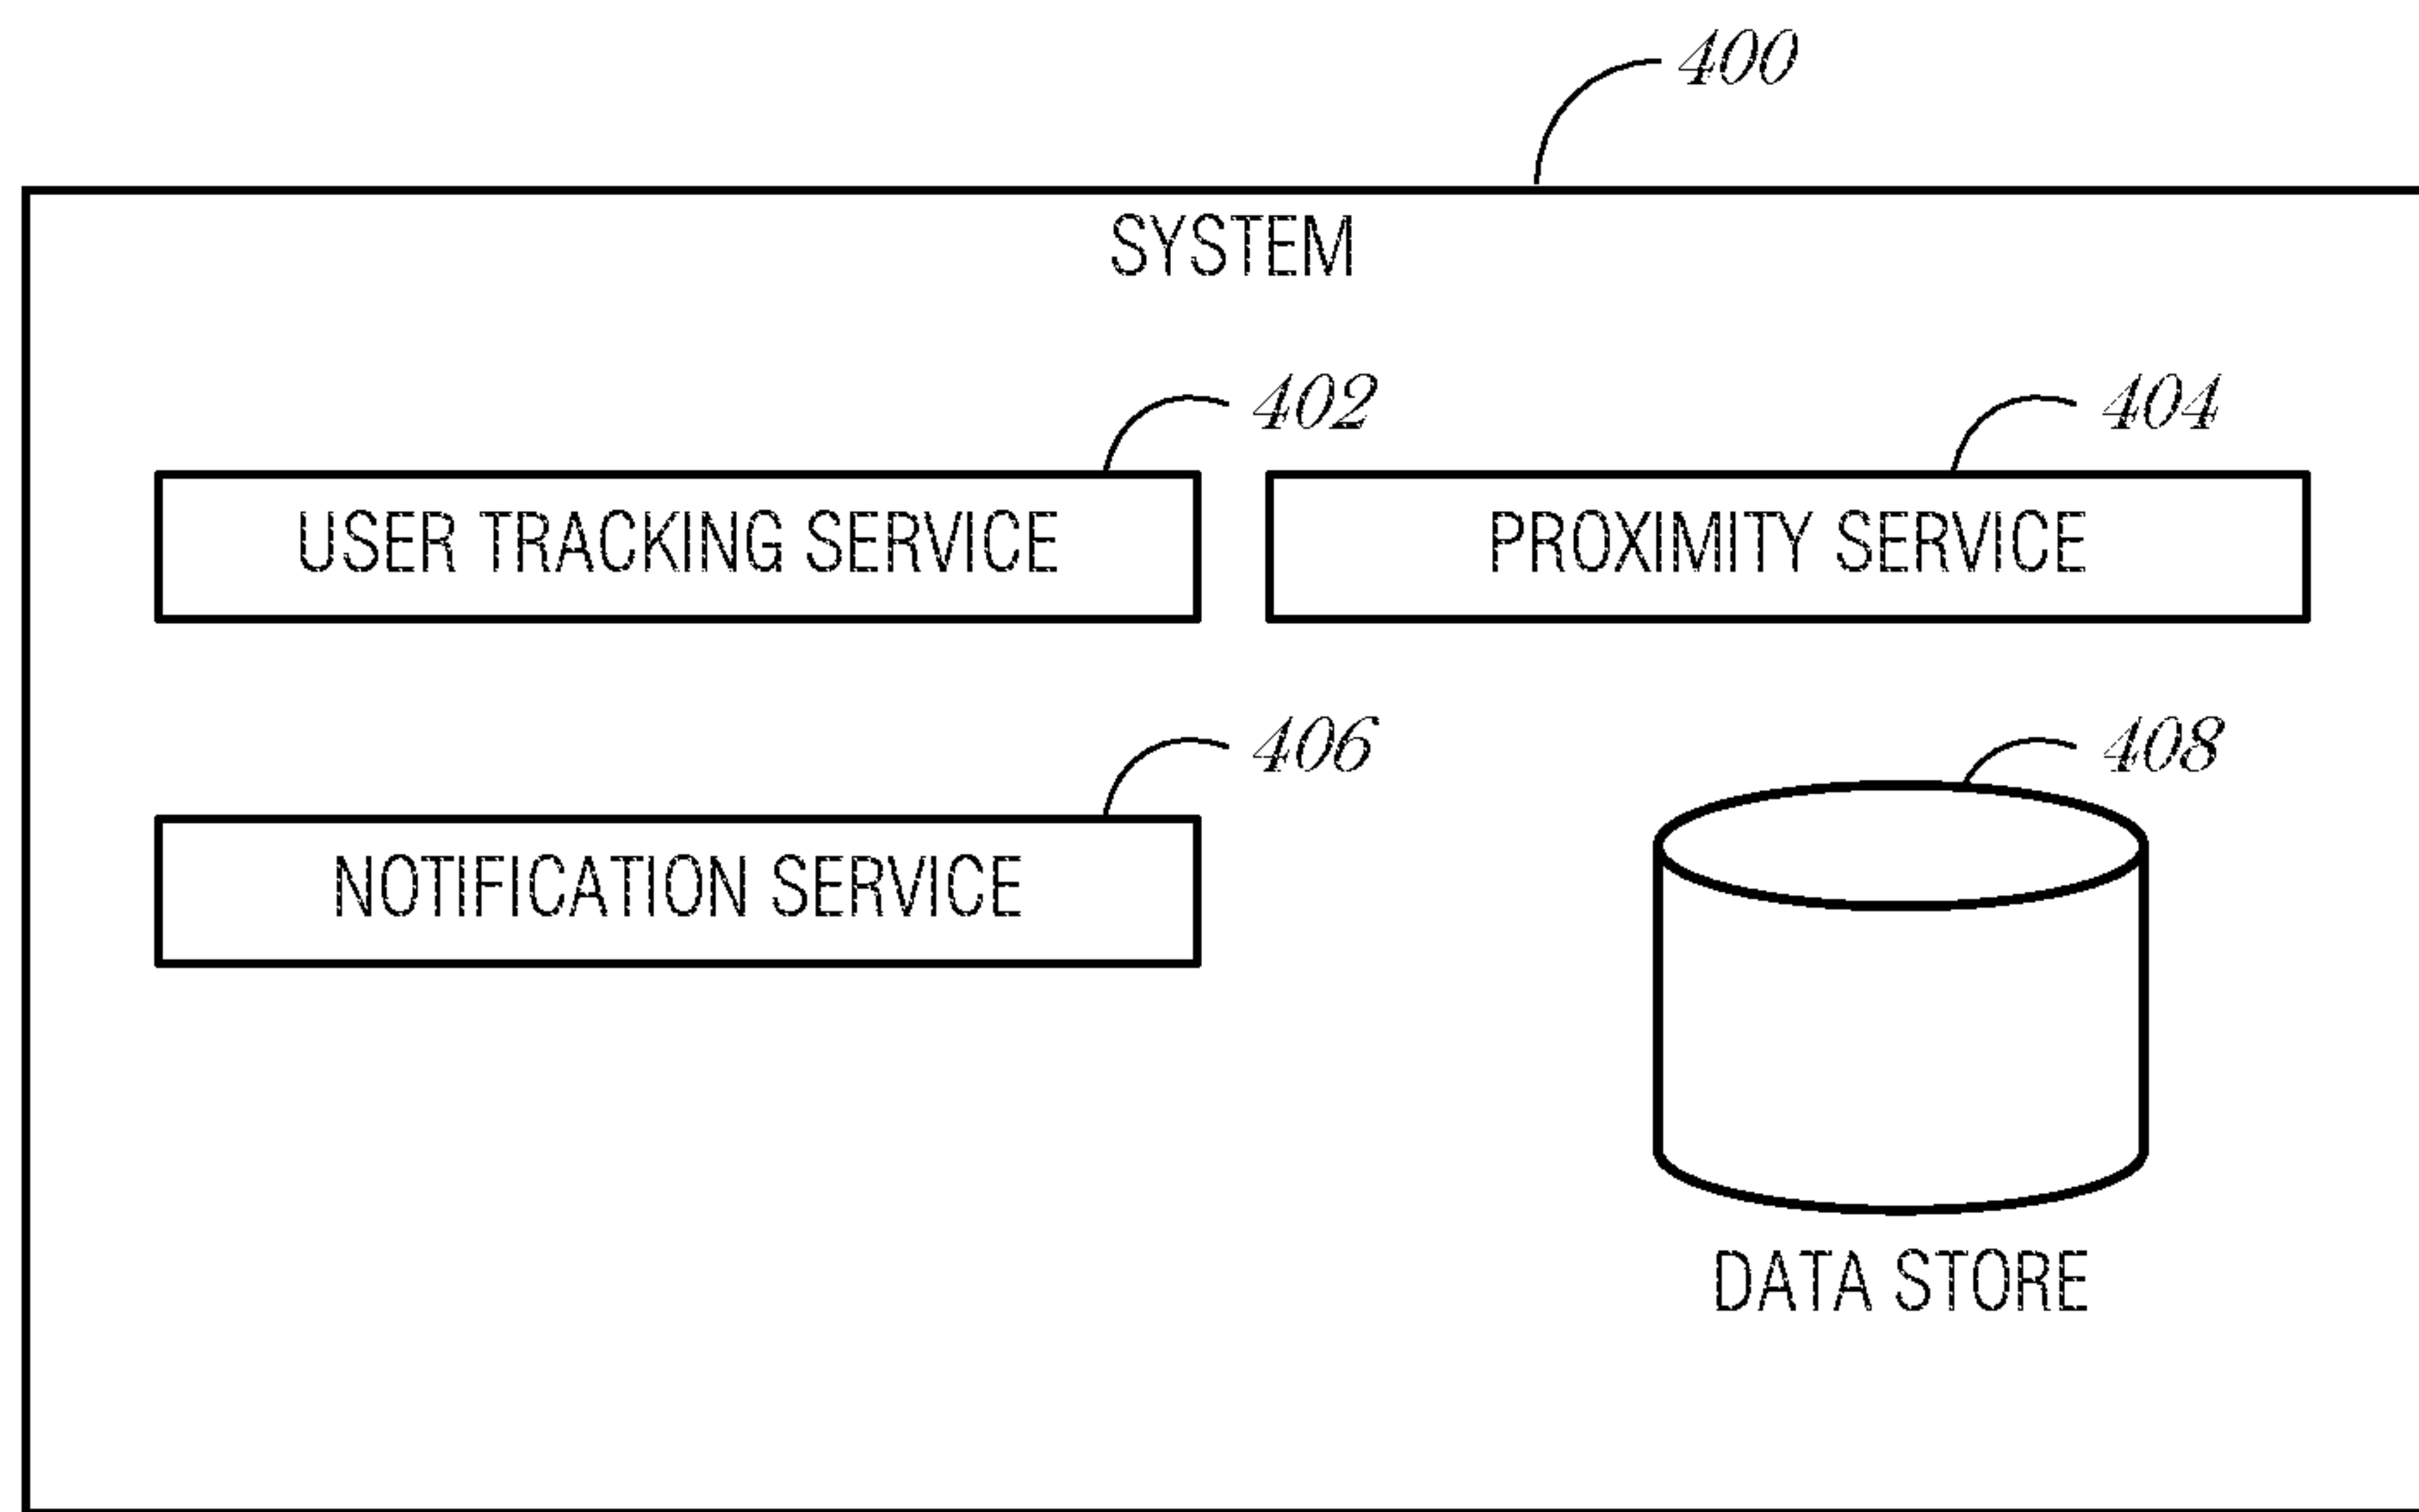 400
SYSTEM
402
404
USER TRACKING SERVICE
PROXIMITY SERVICE
406
408
NOTIFICATION SERVICE
DATA STORE